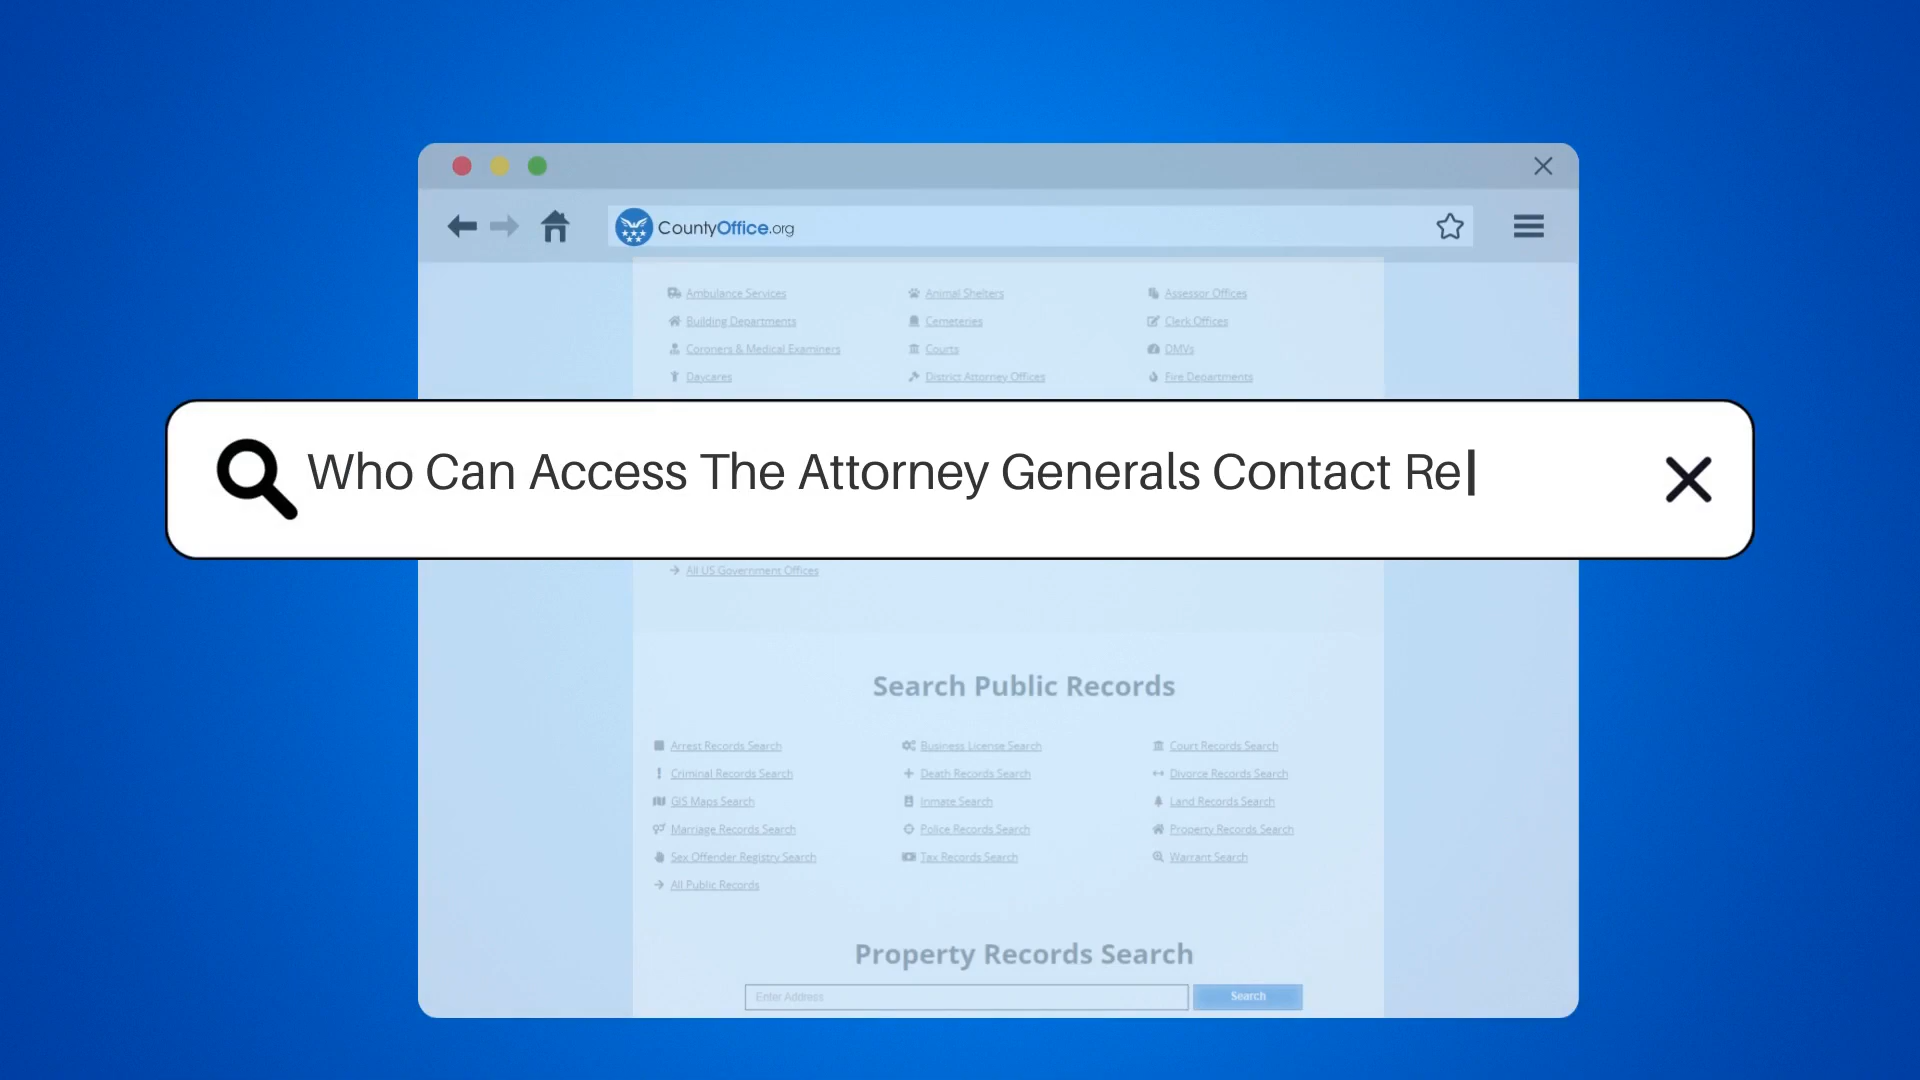 CountyOffice.org
Ambulance Services Animal Shelters Assessor Offices
Building Departments Cemeteries Clerk Offices
Coroners & Medical Examiners Courts DMVs
Daycares District Attorney Offices Fire Departments
Who Can Access The Attorney Generals Contact Re
All US Government Offices
Search Public Records
Arrest Records Search Business License Search Court Records Search
Criminal Records Search Death Records Search Divorce Records Search
GIS Maps Search Inmate Search Land Records Search
Marriage Records Search Police Records Search Property Records Search
Sex Offender Registry Search Tax Records Search Warrant Search
All Public Records
Property Records Search
Enter Address Search